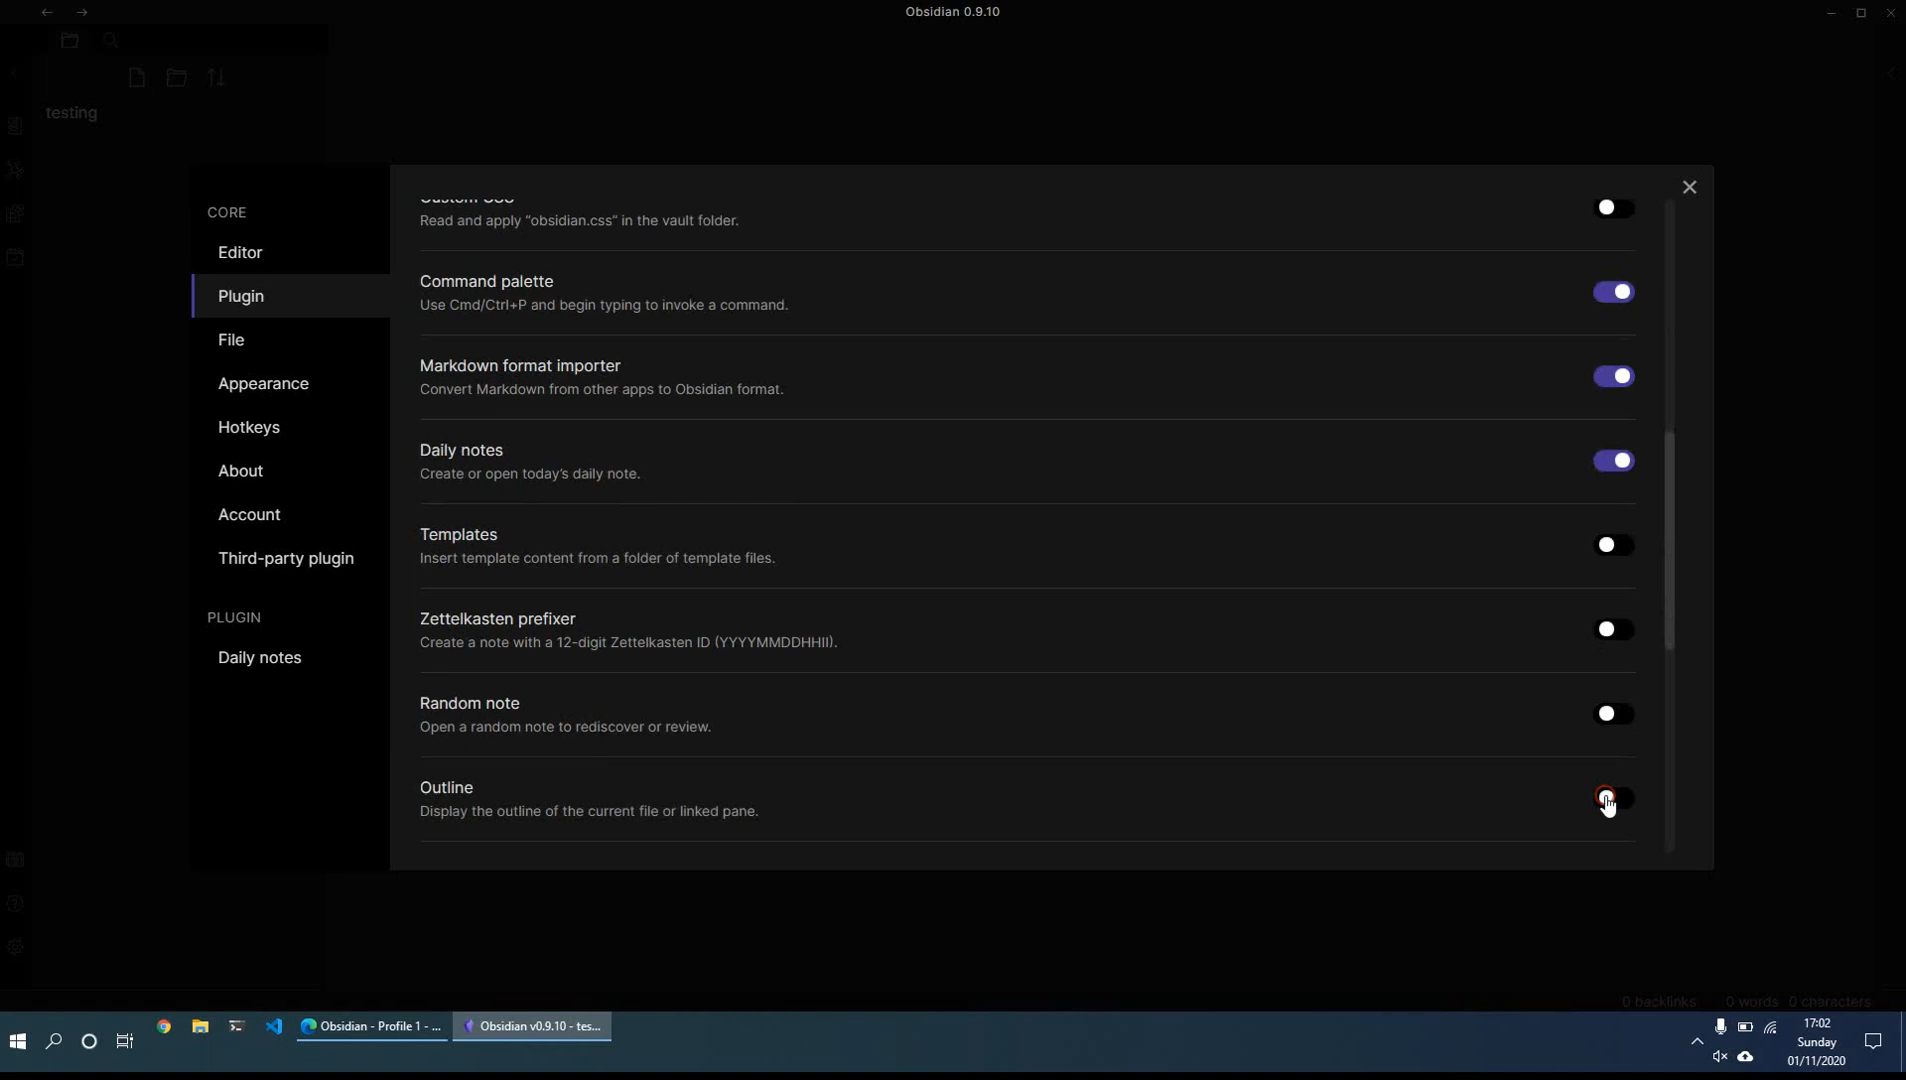 Obsidian 0.9.10
testing
CORE
Editor
Plugin
File
Appearance
Hotkeys
About
Account
Third-party plugin
PLUGIN
Daily notes
Custom CSS
Read and apply “obsidian.css” in the vault folder.
Command palette
Use Cmd/Ctrl+P and begin typing to invoke a command.
Markdown format importer
Convert Markdown from other apps to Obsidian format.
Daily notes
Create or open today’s daily note.
Templates
Insert template content from a folder of template files.
Zettelkasten prefixer
Create a note with a 12-digit Zettelkasten ID (YYYYMMDDHHII).
Random note
Open a random note to rediscover or review.
Outline
Display the outline of the current file or linked pane.
0 backlinks 0 words 0 characters
Obsidian - Profile 1 - ...
Obsidian v0.9.10 - tes...
17:02
Sunday
01/11/2020